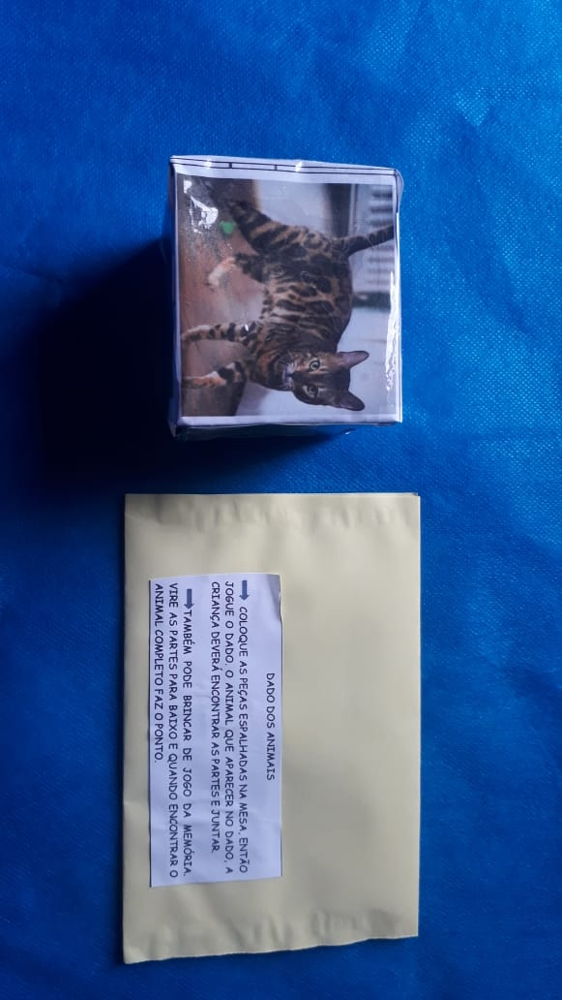 DADO DOS ANIMAIS
➡ COLOQUE AS PEÇAS ESPALHADAS NA MESA. ENTÃO
JOGUE O DADO. O ANIMAL QUE APARECER NO DADO, A
CRIANÇA DEVERÁ ENCONTRAR AS PARTES E JUNTAR.
➡ TAMBÉM PODE BRINCAR DE JOGO DA MEMÓRIA.
VIRE AS PARTES PARA BAIXO E QUANDO ENCONTRAR O
ANIMAL COMPLETO FAZ O PONTO.